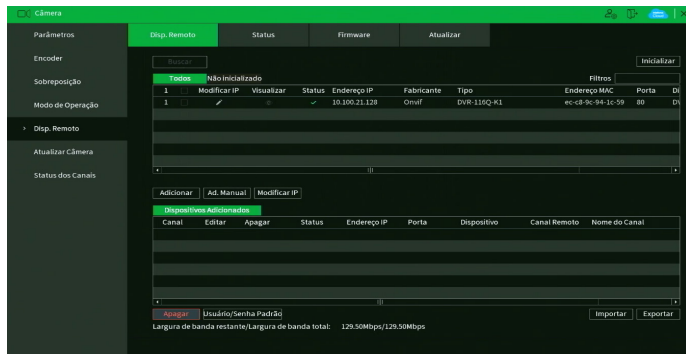 Câmera
Parâmetros
Encoder
Sobreposição
Modo de Operação
Disp. Remoto
Atualizar Câmera
Status dos Canais
Disp. Remoto Status Firmware Atualizar
Buscar Inicializar
Todos Não Inicializado Filtros
1 Modificar IP Visualizar Status Endereço IP Fabricante Tipo Endereço MAC Porta Di
1 10.100.21.128 Onvif DVR-116Q-K1 ec-c8-9c-94-1c-59 80 DV
Adicionar Ad. Manual Modificar IP
Dispositivos Adicionados
Canal Editar Apagar Status Endereço IP Porta Dispositivo Canal Remoto Nome do Canal
Apagar Usuário/Senha Padrão Importar Exportar
Largura de banda restante/Largura de banda total: 129.50Mbps/129.50Mbps